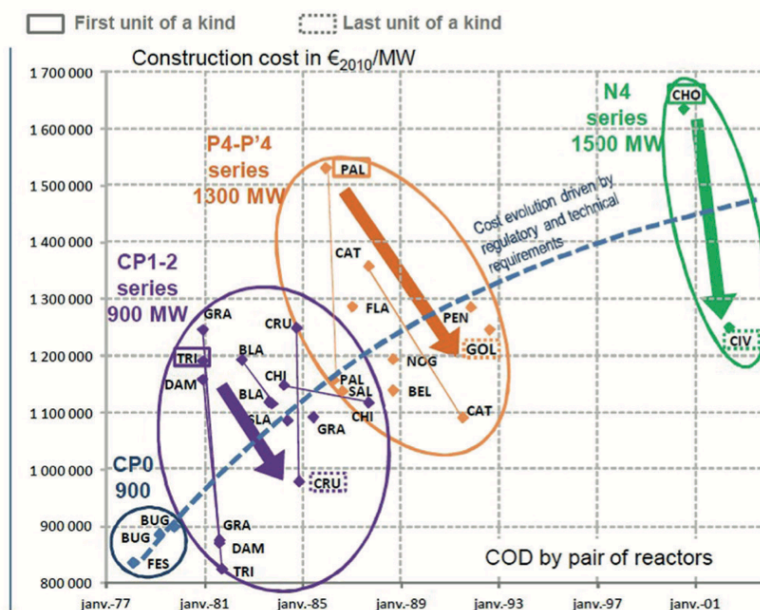 First unit of a kind
Last unit of a kind
Construction cost in €2010/MW
1 700 000
1 600 000
1 500 000
1 400 000
1 300 000
1 200 000
1 100 000
1 000 000
900 000
800 000
janv.-77
janv.-81
janv.-85
janv.-89
janv.-93
janv.-97
janv.-01
COD by pair of reactors
CP0
900
BUG
BUG
FES
CP1-2
series
900 MW
GRA
TRI
DAM
BLA
CRU
CHI
BLA
SLA
GRA
CHI
CRU
GRA
DAM
TRI
P4-P'4
series
1300 MW
PAL
CAT
FLA
PEN
GOL
NOG
BEL
PAL
SAL
CAT
Cost evolution driven by
regulatory and technical
requirements
N4
series
1500 MW
CHO
CIV